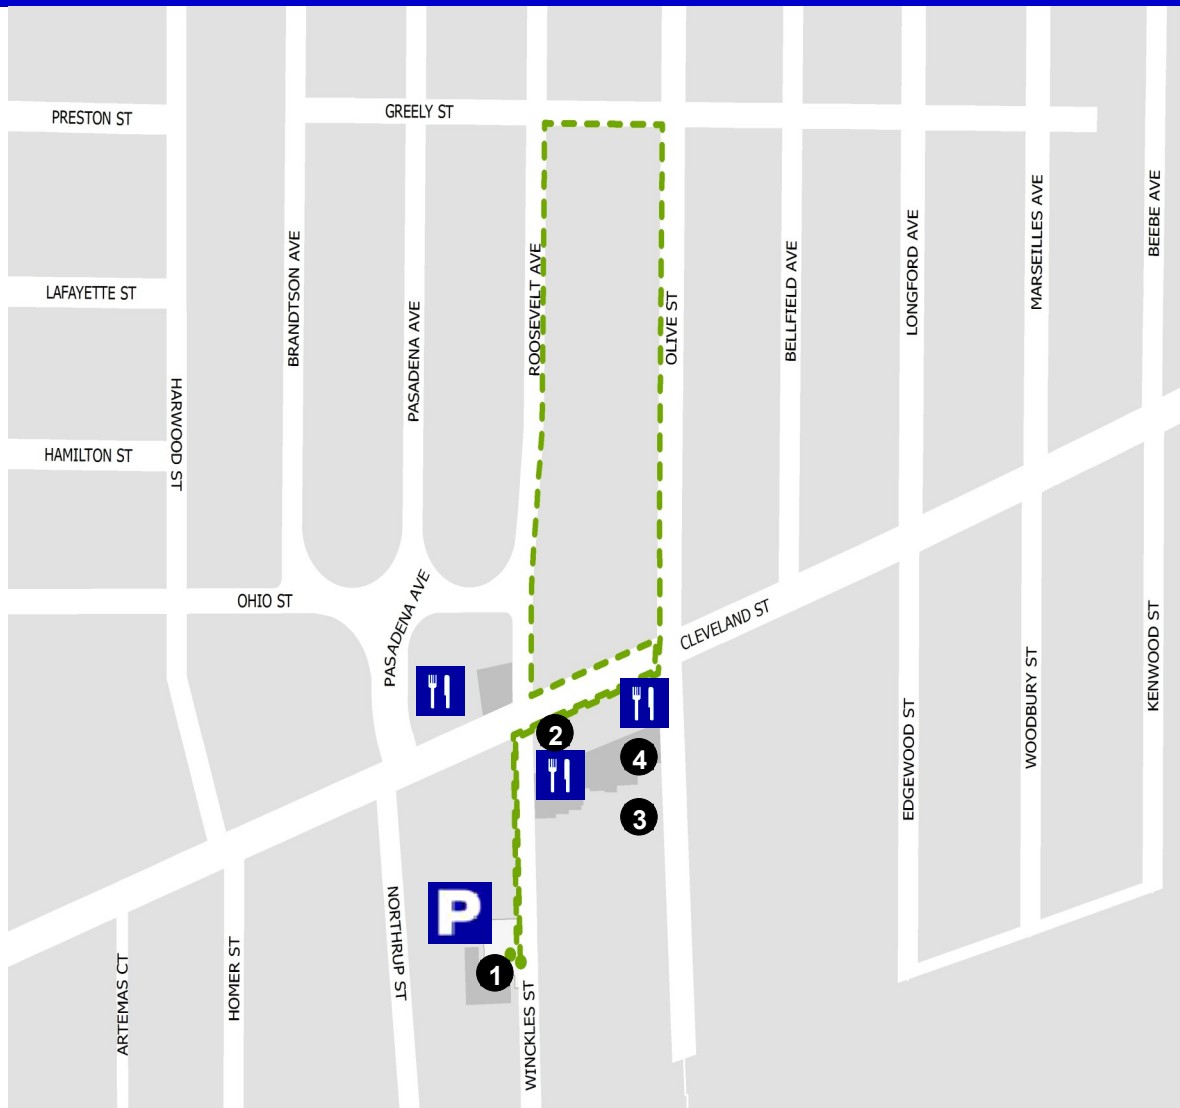 PRESTON ST
GREELY ST
LAFAYETTE ST
HAMILTON ST
HARWOOD ST
BRANDTSON AVE
PASADENA AVE
ROOSEVELT AVE
OLIVE ST
BELLFIELD AVE
LONGFORD AVE
MARSEILLES AVE
BEEBE AVE
OHIO ST
PASADENA AVE
CLEVELAND ST
2
4
3
P
1
ARTEMAS CT
HOMER ST
NORTHRUP ST
WINCKLES ST
EDGEWOOD ST
WOODBURY ST
KENWOOD ST